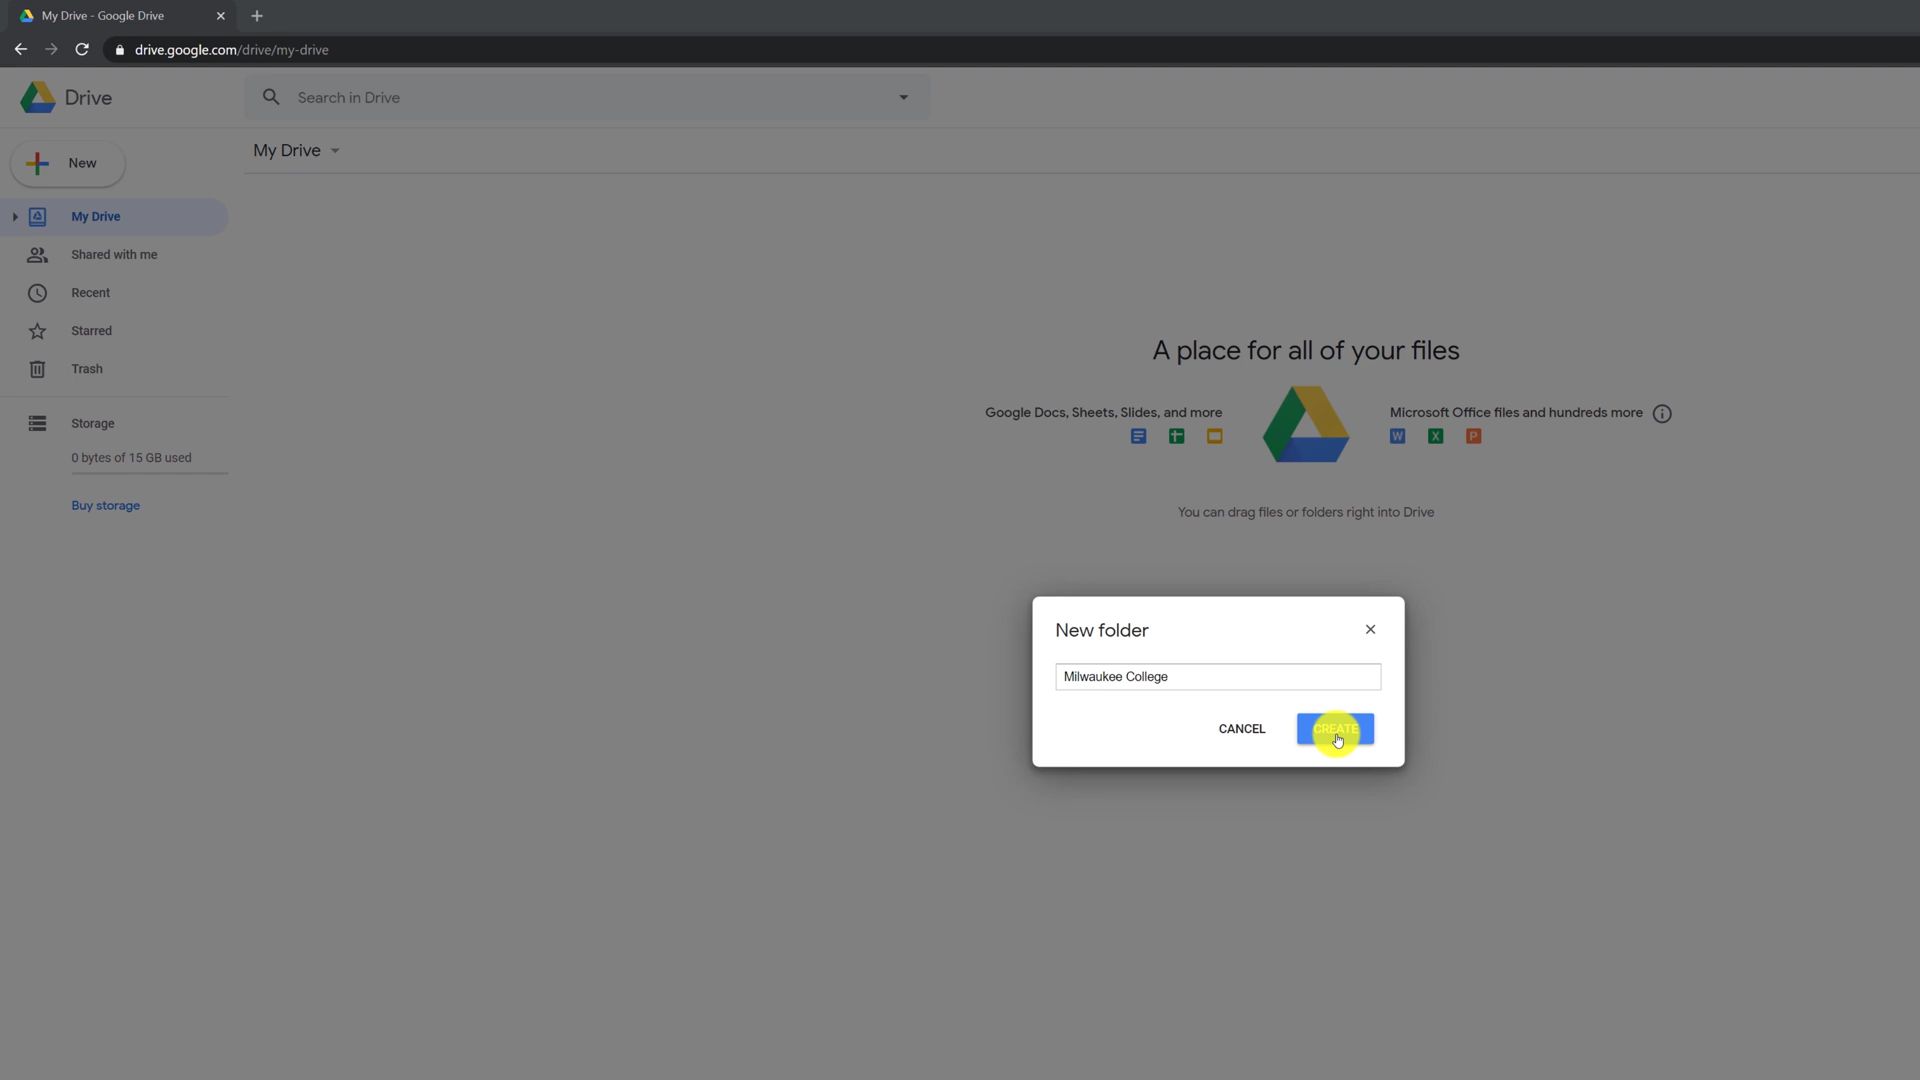 My Drive - Google Drive
drive.google.com/drive/my-drive
Drive
Search in Drive
New
My Drive
My Drive
Shared with me
Recent
Starred
Trash
Storage
0 bytes of 15 GB used
Buy storage
A place for all of your files
Google Docs, Sheets, Slides, and more
Microsoft Office files and hundreds more
W X P
You can drag files or folders right into Drive
New folder
Milwaukee College
CANCEL
CREATE